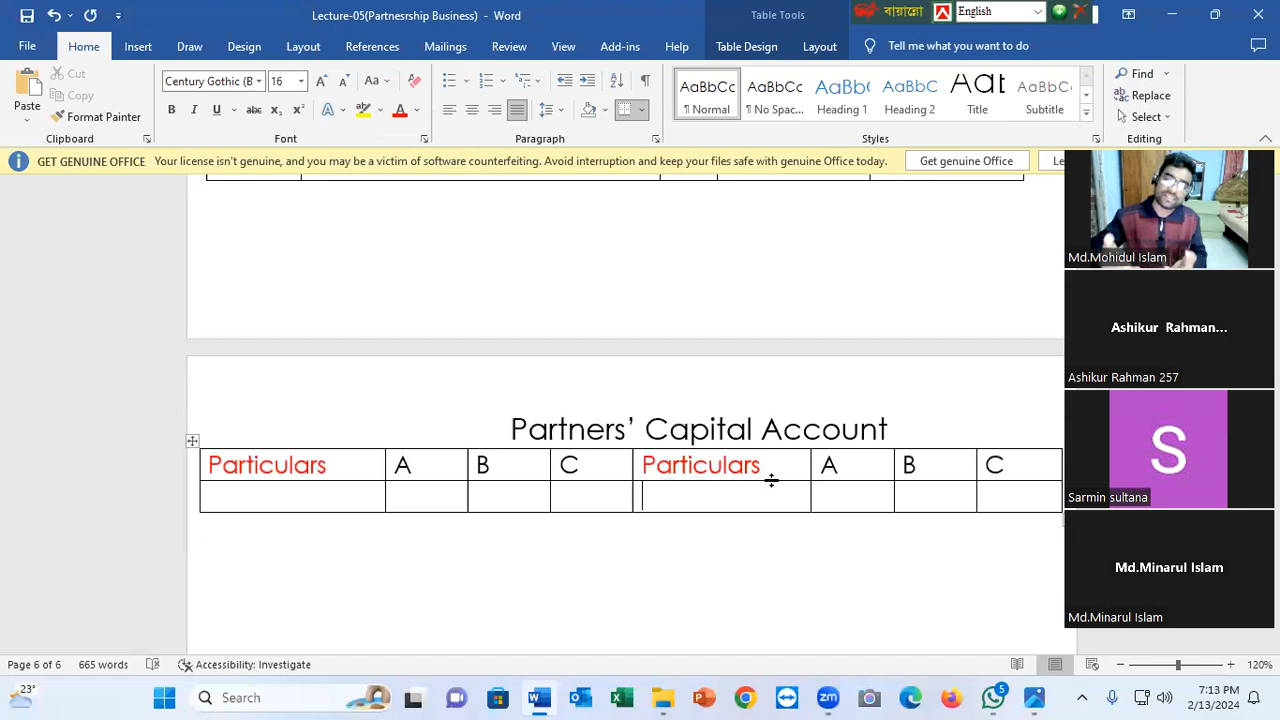 Lecture-05(Partnersrship Business) - Word
Table Tools
বায়ান্নো
English
File Home Insert Draw Design Layout References Mailings Review View Add-ins Help Table Design Layout Tell me what you want to do
Paste
Cut
Copy
Format Painter
Clipboard
Century Gothic (B 16
Font
Paragraph
AaBbCc AaBbCc AaBbC AaBbCc AaI AaBbCc
¶ Normal ¶ No Spac... Heading 1 Heading 2 Title Subtitle
Styles
Find
Replace
Select
Editing
GET GENUINE OFFICE Your license isn't genuine, and you may be a victim of software counterfeiting. Avoid interruption and keep your files safe with genuine Office today. Get genuine Office Le
Md.Mohidul Islam
Ashikur Rahman...
Ashikur Rahman 257
S
Sarmin sultana
Md.Minarul Islam
Md.Minarul Islam
Partners’ Capital Account
Particulars A B C Particulars A B C
Page 6 of 6 665 words Accessibility: Investigate 120%
23°
Search
zm
5
7:13 PM
2/13/2024